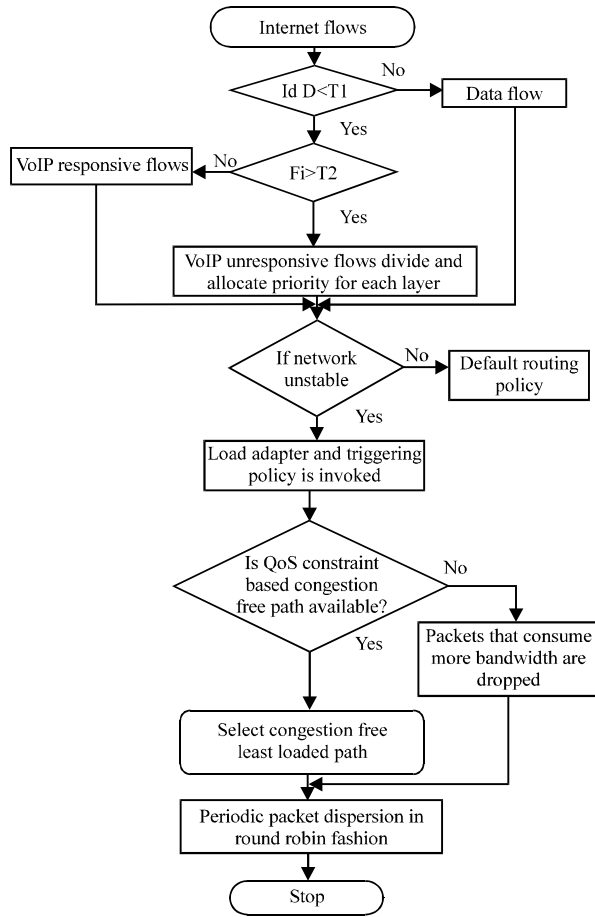 Internet flows
Id D<T1
No
Data flow
Yes
VoIP responsive flows
No
Fi>T2
Yes
VoIP unresponsive flows divide and
allocate priority for each layer
If network
unstable
No
Default routing
policy
Yes
Load adapter and triggering
policy is invoked
Is QoS constraint
based congestion
free path available?
No
Yes
Packets that consume
more bandwidth are
dropped
Select congestion free
least loaded path
Periodic packet dispersion in
round robin fashion
Stop